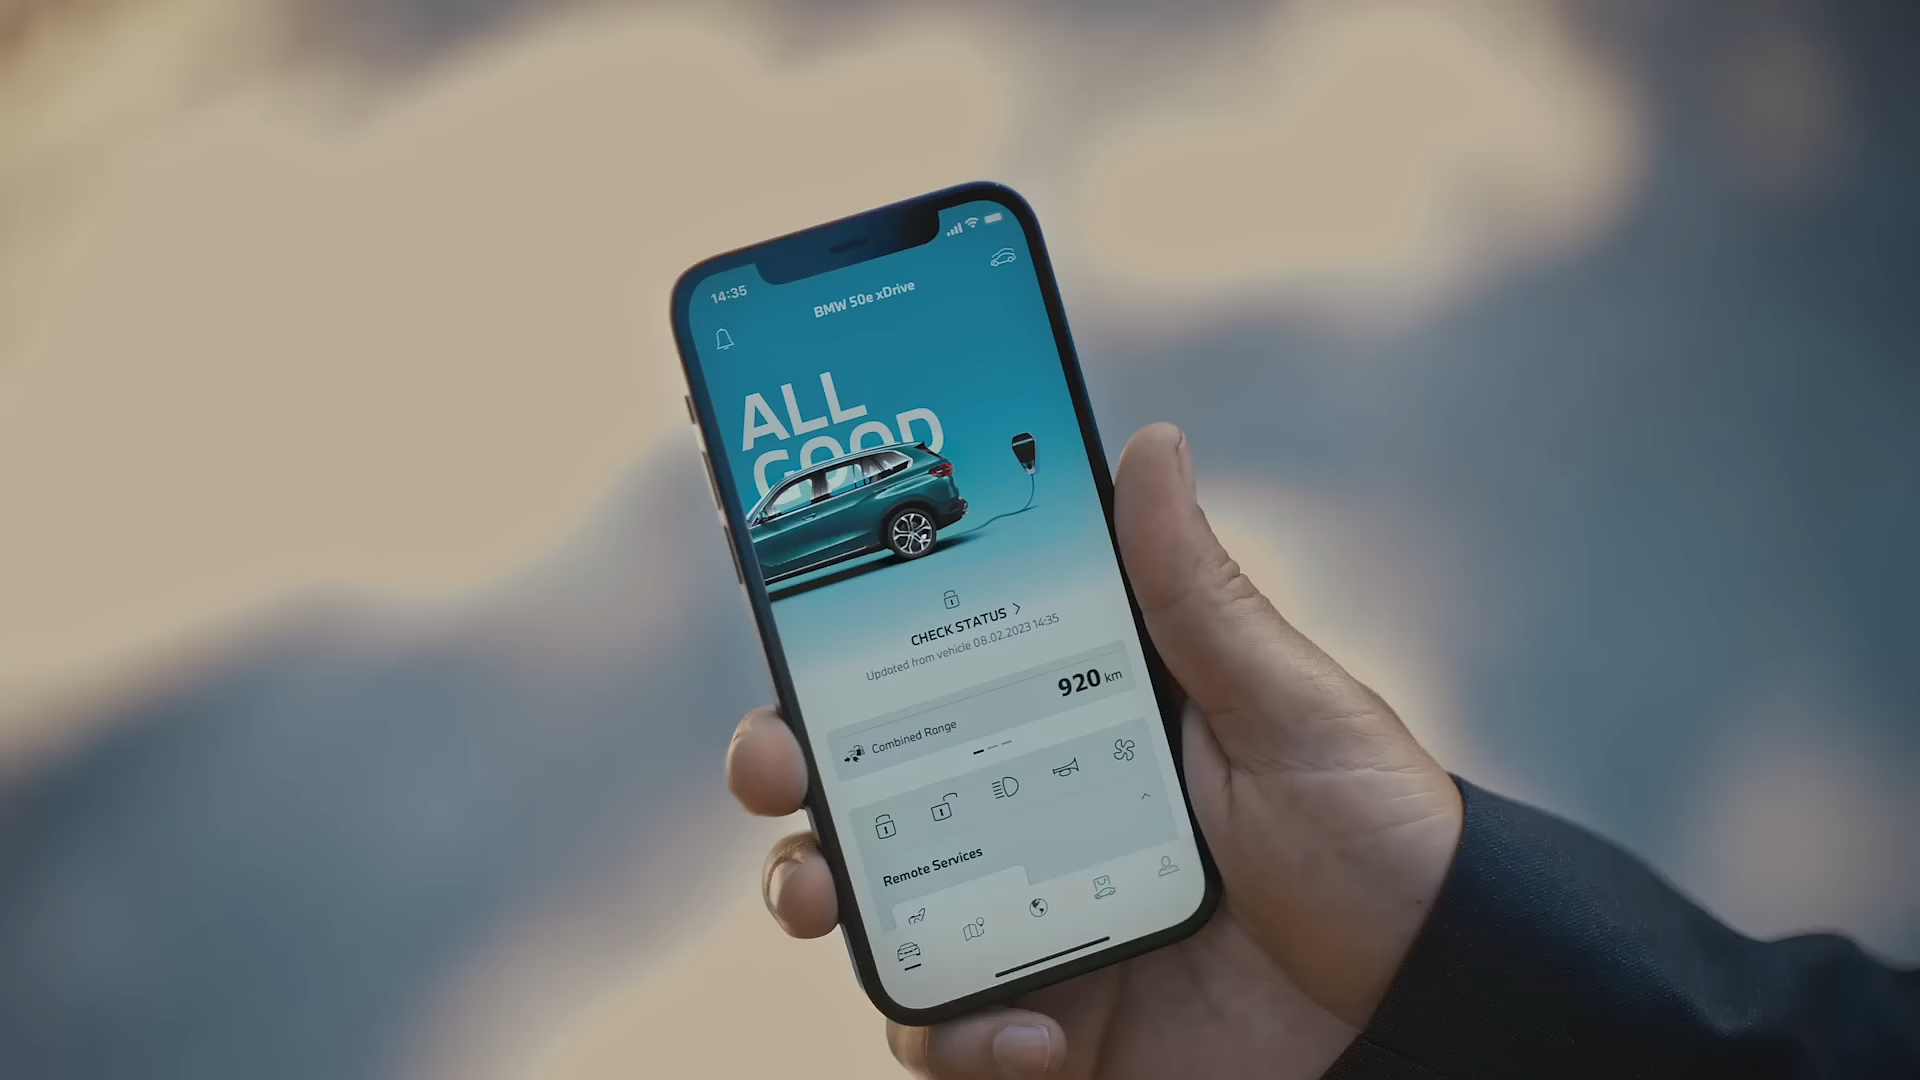 14:35
BMW 50e xDrive
ALL
GOOD
CHECK STATUS
Updated from vehicle 08.02.2023 14:35
920 km
Combined Range
Remote Services